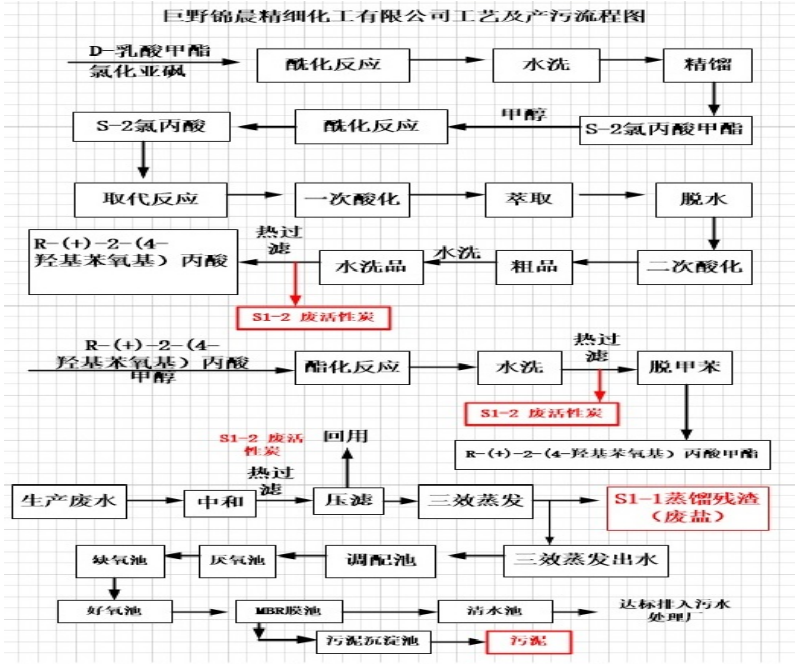 巨野锦晨精细化工有限公司工艺及产污流程图
D-乳酸甲酯
氯化亚砜
酰化反应
水洗
精馏
S-2氯丙酸
酰化反应
甲醇
S-2氯丙酸甲酯
取代反应
一次酸化
萃取
脱水
R-(+)-2-(4-
羟基苯氧基）丙酸
热过
滤
水洗品
水洗
粗品
二次酸化
S1-2 废活性炭
R-(+)-2-(4-
羟基苯氧基）丙酸
甲醇
酯化反应
水洗
热过
滤
脱甲苯
S1-2 废活性炭
R-(+)-2-(4-羟基苯氧基）丙酸甲酯
S1-2 废活
性炭
回用
生产废水
中和
热过
滤
压滤
三效蒸发
S1-1蒸馏残渣
（废盐）
缺氧池
厌氧池
调配池
三效蒸发出水
好氧池
MBR膜池
清水池
达标排入污水
处理厂
污泥沉淀池
污泥